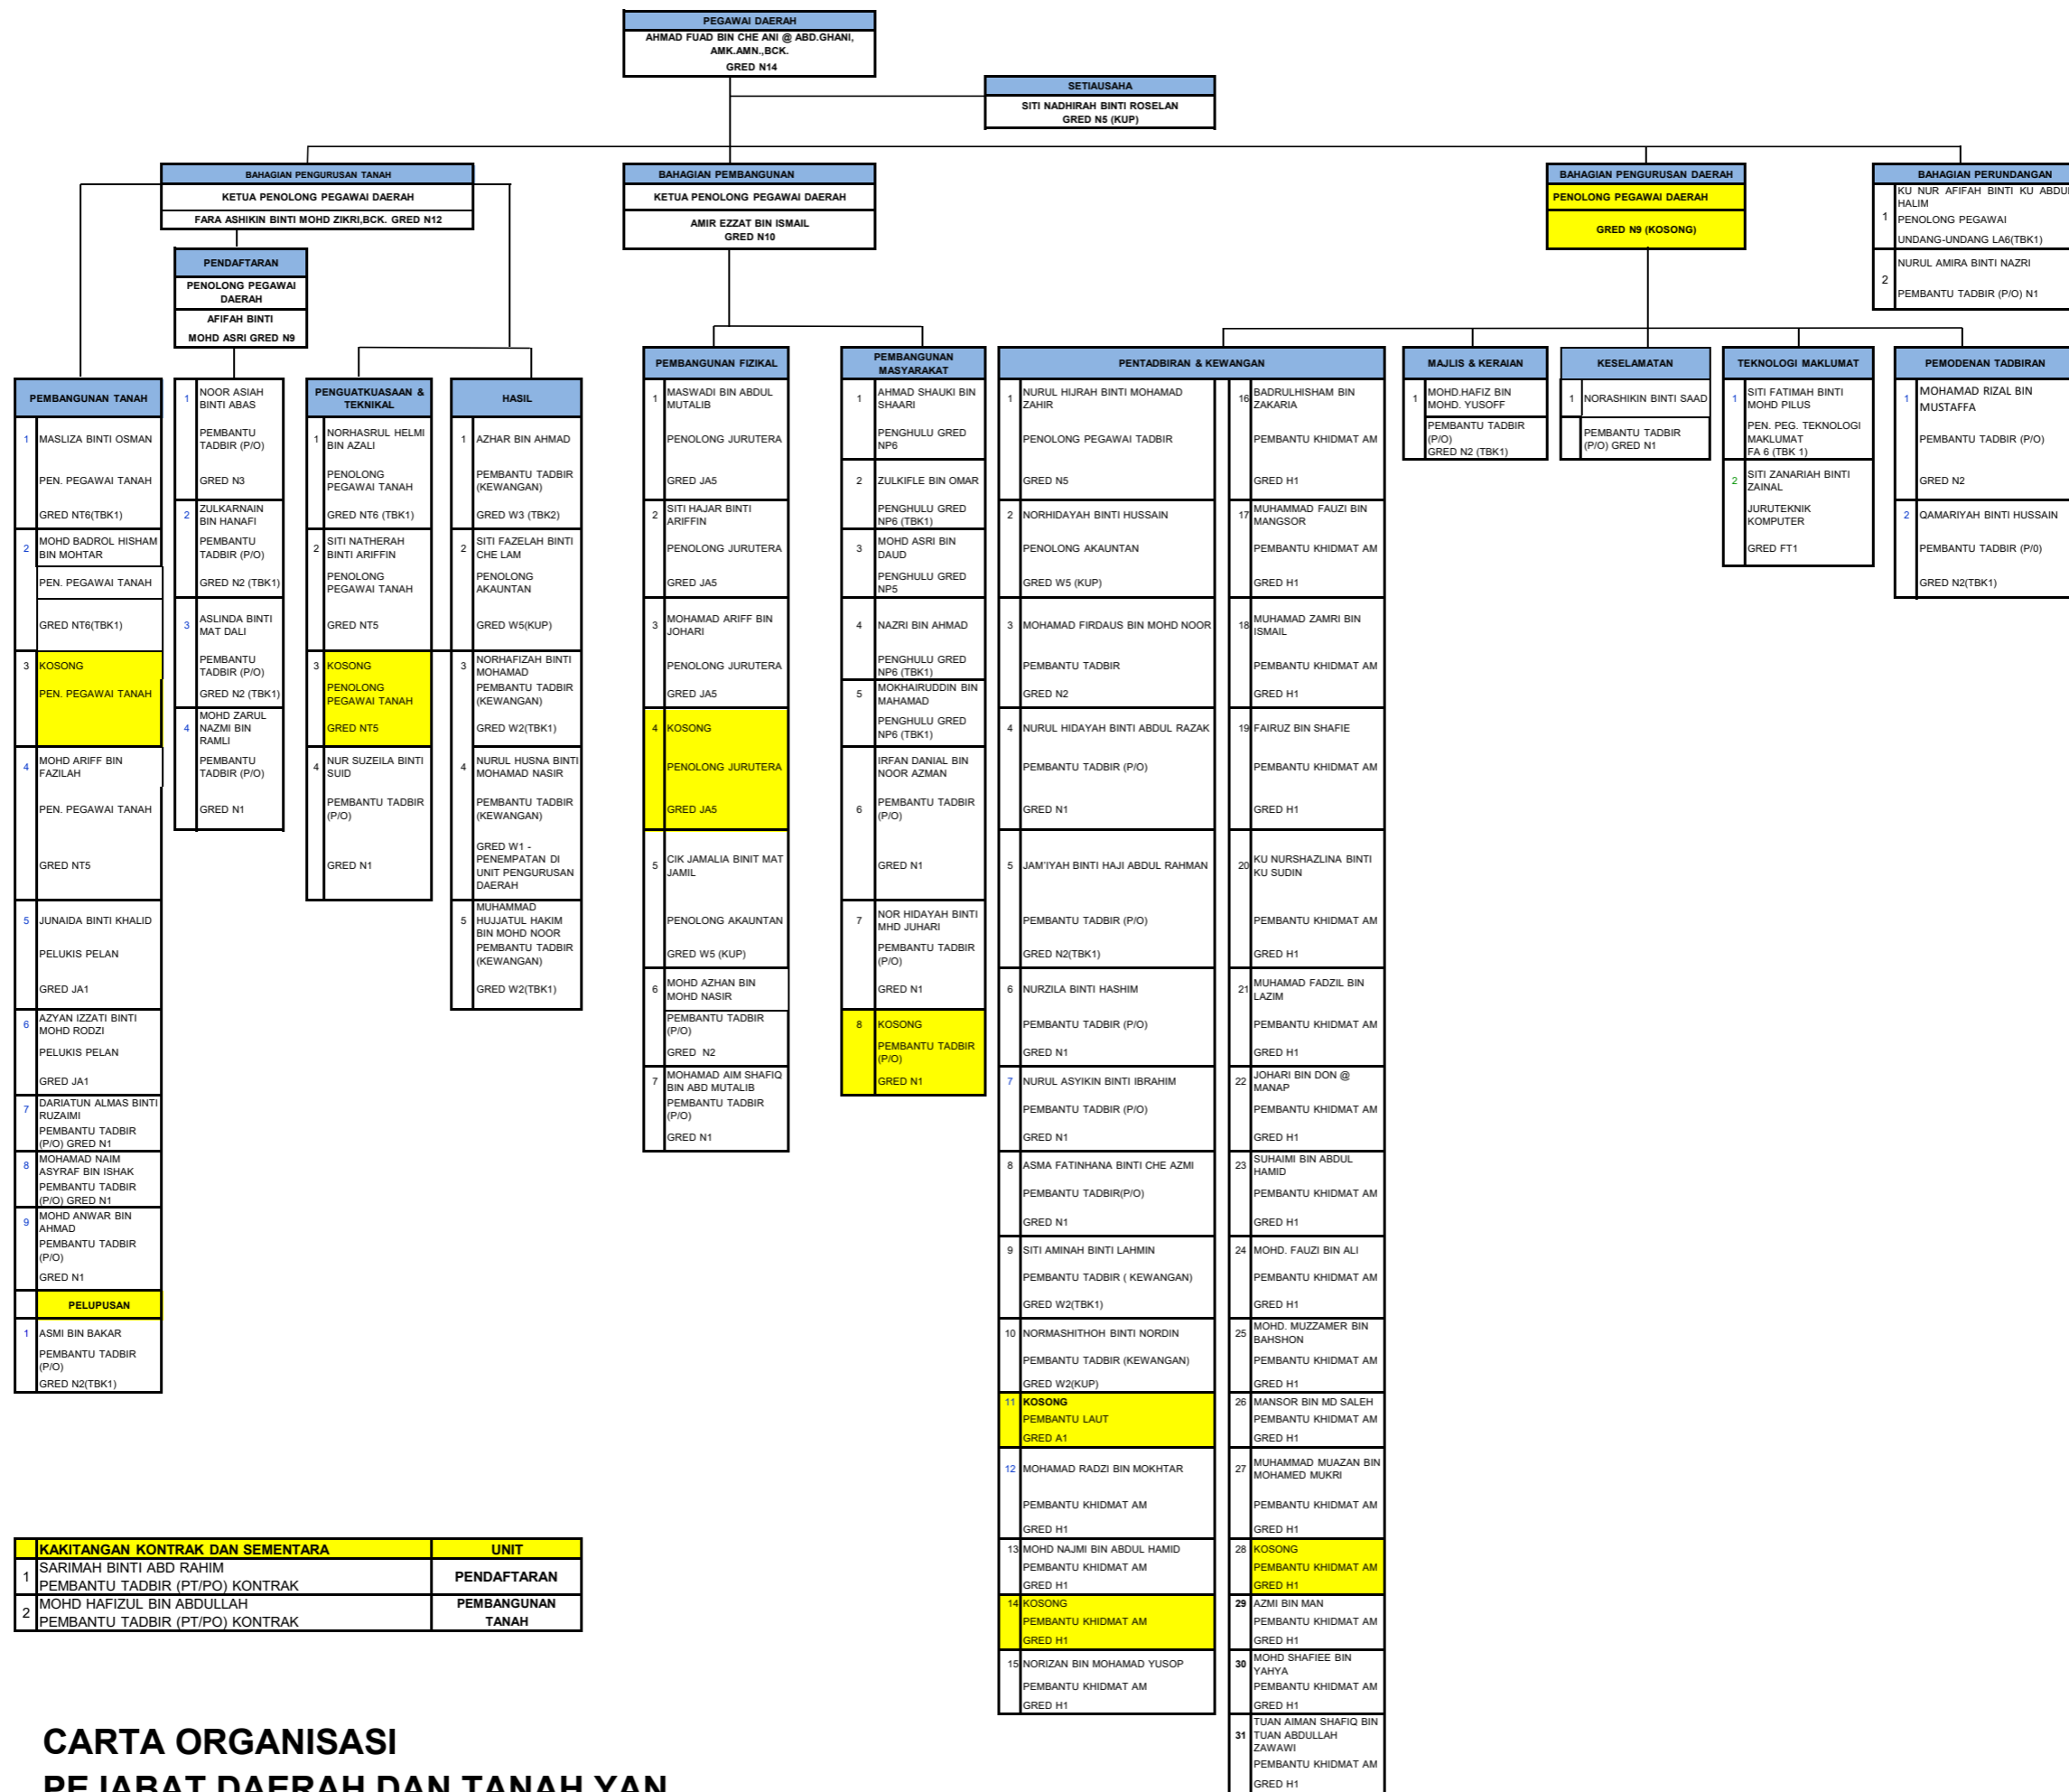 PEGAWAI DAERAH
AHMAD FUAD BIN CHE ANI @ ABD.GHANI,
AMK.AMN.,BCK.
GRED N14
SETIAUSAHA
SITI NADHIRAH BINTI ROSELAN
GRED N5 (KUP)
BAHAGIAN PENGURUSAN TANAH
KETUA PENOLONG PEGAWAI DAERAH
FARA ASHIKIN BINTI MOHD ZIKRI,BCK. GRED N12
BAHAGIAN PEMBANGUNAN
KETUA PENOLONG PEGAWAI DAERAH
AMIR EZZAT BIN ISMAIL
GRED N10
BAHAGIAN PENGURUSAN DAERAH
PENOLONG PEGAWAI DAERAH
GRED N9 (KOSONG)
BAHAGIAN PERUNDANGAN
1 KU NUR AFIFAH BINTI KU ABDUL
HALIM
PENOLONG PEGAWAI
UNDANG-UNDANG LA6(TBK1)
2 NURUL AMIRA BINTI NAZRI
PEMBANTU TADBIR (P/O) N1
PENDAFTARAN
PENOLONG PEGAWAI
DAERAH
AFIFAH BINTI
MOHD ASRI GRED N9
PEMBANGUNAN TANAH
1 MASLIZA BINTI OSMAN
PEN. PEGAWAI TANAH
GRED NT6(TBK1)
2 MOHD BADROL HISHAM
BIN MOHTAR
PEN. PEGAWAI TANAH
GRED NT6(TBK1)
3 KOSONG
PEN. PEGAWAI TANAH
4 MOHD ARIFF BIN
FAZILAH
PEN. PEGAWAI TANAH
GRED NT5
5 JUNAIDA BINTI KHALID
PELUKIS PELAN
GRED JA1
6 AZYAN IZZATI BINTI
MOHD RODZI
PELUKIS PELAN
GRED JA1
7 DARIATUN ALMAS BINTI
RUZAIMI
PEMBANTU TADBIR
(P/O) GRED N1
8 MOHAMAD NAIM
ASYRAF BIN ISHAK
PEMBANTU TADBIR
(P/O) GRED N1
9 MOHD ANWAR BIN
AHMAD
PEMBANTU TADBIR
(P/O)
GRED N1
PELUPUSAN
1 ASMI BIN BAKAR
PEMBANTU TADBIR
(P/O)
GRED N2(TBK1)
1 NOOR ASIAH
BINTI ABAS
PEMBANTU
TADBIR (P/O)
GRED N3
2 ZULKARNAIN
BIN HANAFI
PEMBANTU
TADBIR (P/O)
GRED N2 (TBK1)
3 ASLINDA BINTI
MAT DALI
PEMBANTU
TADBIR (P/O)
GRED N2 (TBK1)
4 MOHD ZARUL
NAZMI BIN
RAMLI
PEMBANTU
TADBIR (P/O)
GRED N1
PENGUATKUASAAN &
TEKNIKAL
1 NORHASRUL HELMI
BIN AZALI
PENOLONG
PEGAWAI TANAH
GRED NT6 (TBK1)
2 SITI NATHERAH
BINTI ARIFFIN
PENOLONG
PEGAWAI TANAH
GRED NT5
3 KOSONG
PENOLONG
PEGAWAI TANAH
GRED NT5
4 NUR SUZEILA BINTI
SUID
PEMBANTU TADBIR
(P/O)
GRED N1
HASIL
1 AZHAR BIN AHMAD
PEMBANTU TADBIR
(KEWANGAN)
GRED W3 (TBK2)
2 SITI FAZELAH BINTI
CHE LAM
PENOLONG
AKAUNTAN
GRED W5(KUP)
3 NORHAFIZAH BINTI
MOHAMAD
PEMBANTU TADBIR
(KEWANGAN)
GRED W2(TBK1)
4 NURUL HUSNA BINTI
MOHAMAD NASIR
PEMBANTU TADBIR
(KEWANGAN)
GRED W1 -
PENEMPATAN DI
UNIT PENGURUSAN
DAERAH
5 MUHAMMAD
HUJJATUL HAKIM
BIN MOHD NOOR
PEMBANTU TADBIR
(KEWANGAN)
GRED W2(TBK1)
PEMBANGUNAN FIZIKAL
1 MASWADI BIN ABDUL
MUTALIB
PENOLONG JURUTERA
GRED JA5
2 SITI HAJAR BINTI
ARIFFIN
PENOLONG JURUTERA
GRED JA5
3 MOHAMAD ARIFF BIN
JOHARI
PENOLONG JURUTERA
GRED JA5
4 KOSONG
PENOLONG JURUTERA
GRED JA5
5 CIK JAMALIA BINIT MAT
JAMIL
PENOLONG AKAUNTAN
GRED W5 (KUP)
6 MOHD AZHAN BIN
MOHD NASIR
PEMBANTU TADBIR
(P/O)
GRED N2
7 MOHAMAD AIM SHAFIQ
BIN ABD MUTALIB
PEMBANTU TADBIR
(P/O)
GRED N1
PEMBANGUNAN
MASYARAKAT
1 AHMAD SHAUKI BIN
SHAARI
PENGHULU GRED
NP6
2 ZULKIFLE BIN OMAR
PENGHULU GRED
NP6 (TBK1)
3 MOHD ASRI BIN
DAUD
PENGHULU GRED
NP5
4 NAZRI BIN AHMAD
PENGHULU GRED
NP6 (TBK1)
5 MOKHAIRUDDIN BIN
MAHAMAD
PENGHULU GRED
NP6 (TBK1)
IRFAN DANIAL BIN
NOOR AZMAN
6 PEMBANTU TADBIR
(P/O)
GRED N1
7 NOR HIDAYAH BINTI
MHD JUHARI
PEMBANTU TADBIR
(P/O)
GRED N1
8 KOSONG
PEMBANTU TADBIR
(P/O)
GRED N1
PENTADBIRAN & KEWANGAN
1 NURUL HIJRAH BINTI MOHAMAD
ZAHIR
PENOLONG PEGAWAI TADBIR
GRED N5
2 NORHIDAYAH BINTI HUSSAIN
PENOLONG AKAUNTAN
GRED W5 (KUP)
3 MOHAMAD FIRDAUS BIN MOHD NOOR
PEMBANTU TADBIR
GRED N2
4 NURUL HIDAYAH BINTI ABDUL RAZAK
PEMBANTU TADBIR (P/O)
GRED N1
5 JAM'IYAH BINTI HAJI ABDUL RAHMAN
PEMBANTU TADBIR (P/O)
GRED N2(TBK1)
6 NURZILA BINTI HASHIM
PEMBANTU TADBIR (P/O)
GRED N1
7 NURUL ASYIKIN BINTI IBRAHIM
PEMBANTU TADBIR (P/O)
GRED N1
8 ASMA FATINHANA BINTI CHE AZMI
PEMBANTU TADBIR(P/O)
GRED N1
9 SITI AMINAH BINTI LAHMIN
PEMBANTU TADBIR ( KEWANGAN)
GRED W2(TBK1)
10 NORMASHITHOH BINTI NORDIN
PEMBANTU TADBIR (KEWANGAN)
GRED W2(KUP)
11 KOSONG
PEMBANTU LAUT
GRED A1
12 MOHAMAD RADZI BIN MOKHTAR
PEMBANTU KHIDMAT AM
GRED H1
13 MOHD NAJMI BIN ABDUL HAMID
PEMBANTU KHIDMAT AM
GRED H1
14 KOSONG
PEMBANTU KHIDMAT AM
GRED H1
15 NORIZAN BIN MOHAMAD YUSOP
PEMBANTU KHIDMAT AM
GRED H1
16 BADRULHISHAM BIN
ZAKARIA
PEMBANTU KHIDMAT AM
GRED H1
17 MUHAMMAD FAUZI BIN
MANGSOR
PEMBANTU KHIDMAT AM
GRED H1
18 MUHAMAD ZAMRI BIN
ISMAIL
PEMBANTU KHIDMAT AM
GRED H1
19 FAIRUZ BIN SHAFIE
PEMBANTU KHIDMAT AM
GRED H1
20 KU NURSHAZLINA BINTI
KU SUDIN
PEMBANTU KHIDMAT AM
GRED H1
21 MUHAMAD FADZIL BIN
LAZIM
PEMBANTU KHIDMAT AM
GRED H1
22 JOHARI BIN DON @
MANAP
PEMBANTU KHIDMAT AM
GRED H1
23 SUHAIMI BIN ABDUL
HAMID
PEMBANTU KHIDMAT AM
GRED H1
24 MOHD. FAUZI BIN ALI
PEMBANTU KHIDMAT AM
GRED H1
25 MOHD. MUZZAMER BIN
BAHSHON
PEMBANTU KHIDMAT AM
GRED H1
26 MANSOR BIN MD SALEH
PEMBANTU KHIDMAT AM
GRED H1
27 MUHAMMAD MUAZAN BIN
MOHAMED MUKRI
PEMBANTU KHIDMAT AM
GRED H1
28 KOSONG
PEMBANTU KHIDMAT AM
GRED H1
29 AZMI BIN MAN
PEMBANTU KHIDMAT AM
GRED H1
30 MOHD SHAFIEE BIN
YAHYA
PEMBANTU KHIDMAT AM
GRED H1
31 TUAN AIMAN SHAFIQ BIN
TUAN ABDULLAH
ZAWAWI
PEMBANTU KHIDMAT AM
GRED H1
MAJLIS & KERAIAN
1 MOHD.HAFIZ BIN
MOHD. YUSOFF
PEMBANTU TADBIR
(P/O)
GRED N2 (TBK1)
KESELAMATAN
1 NORASHIKIN BINTI SAAD
PEMBANTU TADBIR
(P/O) GRED N1
TEKNOLOGI MAKLUMAT
1 SITI FATIMAH BINTI
MOHD PILUS
PEN. PEG. TEKNOLOGI
MAKLUMAT
FA 6 (TBK 1)
2 SITI ZANARIAH BINTI
ZAINAL
JURUTEKNIK
KOMPUTER
GRED FT1
PEMODENAN TADBIRAN
1 MOHAMAD RIZAL BIN
MUSTAFFA
PEMBANTU TADBIR (P/O)
GRED N2
2 QAMARIYAH BINTI HUSSAIN
PEMBANTU TADBIR (P/0)
GRED N2(TBK1)
KAKITANGAN KONTRAK DAN SEMENTARA UNIT
1 SARIMAH BINTI ABD RAHIM
PEMBANTU TADBIR (PT/PO) KONTRAK
PENDAFTARAN
2 MOHD HAFIZUL BIN ABDULLAH
PEMBANTU TADBIR (PT/PO) KONTRAK
PEMBANGUNAN
TANAH
CARTA ORGANISASI
PEJABAT DAERAH DAN TANAH YAN